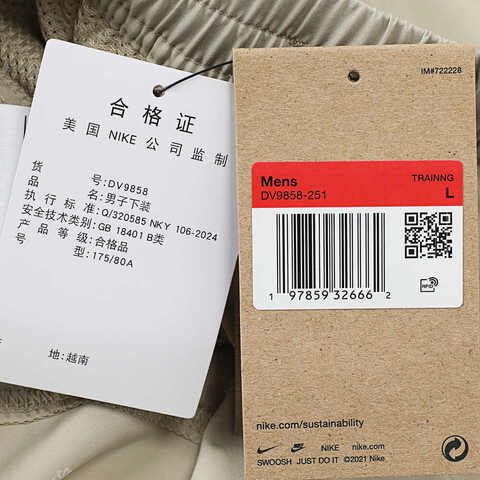 合格证
美国 NIKE 公司监制
货 号:DV9858
品 名:男子下装
执行标准:Q/320585 NKY 106-2024
安全技术类别:GB 18401 B类
产品等级:合格品
号 型:175/80A
地:越南
IM#722228
Mens TRAINNG
DV9858-251 L
1 97859 32666 2
RFID
nike.com/sustainability
NIKE nike.com
SWOOSH JUST DO IT ©2021 Nike